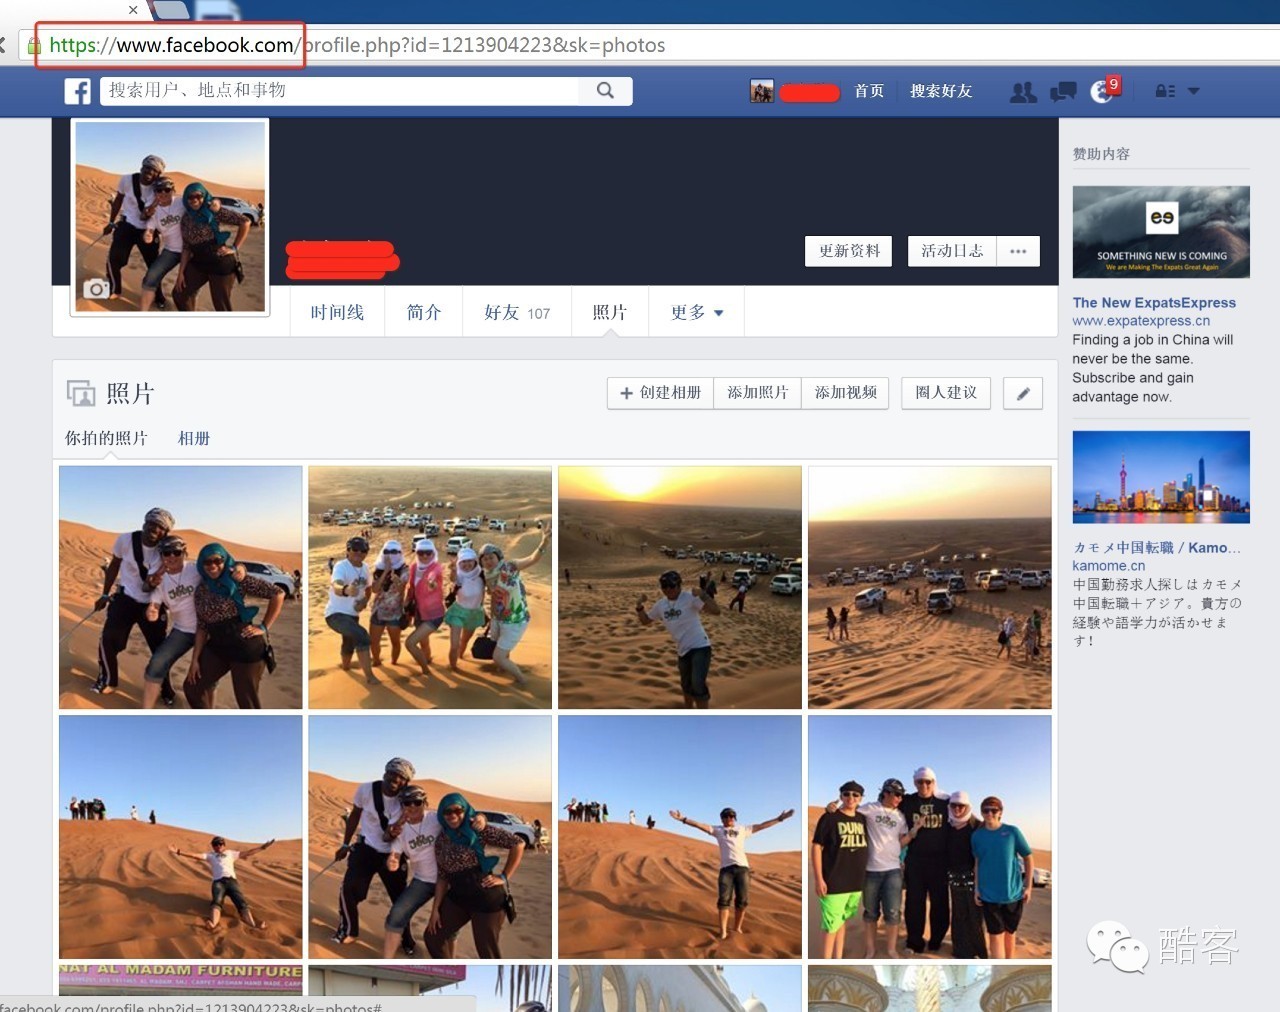 https://www.facebook.com/profile.php?id=1213904223&sk=photos
搜索用户、地点和事物
首页
搜索好友
9
赞助内容
更新资料
活动日志
SOMETHING NEW IS COMING
We are Making The Expats Great Again
时间线
简介
好友 107
照片
更多
The New ExpatsExpress
www.expatexpress.cn
Finding a job in China will
never be the same.
Subscribe and gain
advantage now.
照片
+ 创建相册
添加照片
添加视频
圈人建议
你拍的照片
相册
カモメ中国転職 / Kamo...
kamome.cn
中国勤務求人探しはカモメ
中国転職＋アジア。貴方の
経験や語学力が活かせま
す！
DUNE
ZILLA
GET
NAT AL MADAM FURNITURE
酷客
facebook.com/profile.php?id=1213904223&sk=photos#